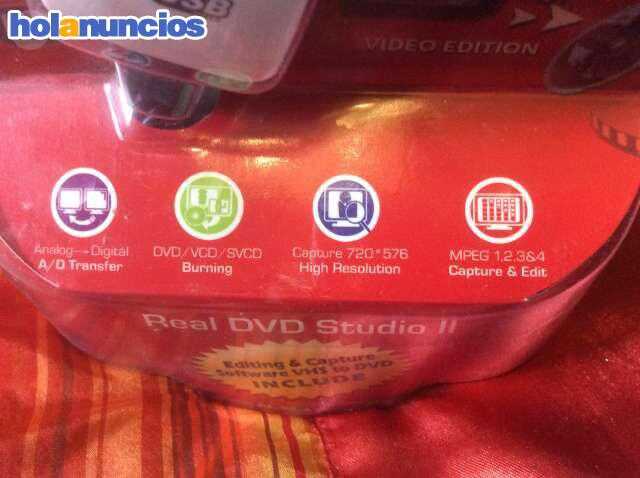 holanuncios
USB
VIDEO EDITION
Analog→Digital
A/D Transfer
DVD/VCD/SVCD
Burning
Capture 720*576
High Resolution
MPEG 1,2,3&4
Capture & Edit
Real DVD Studio II
Editing & Capture
Software VHS to DVD
INCLUDE